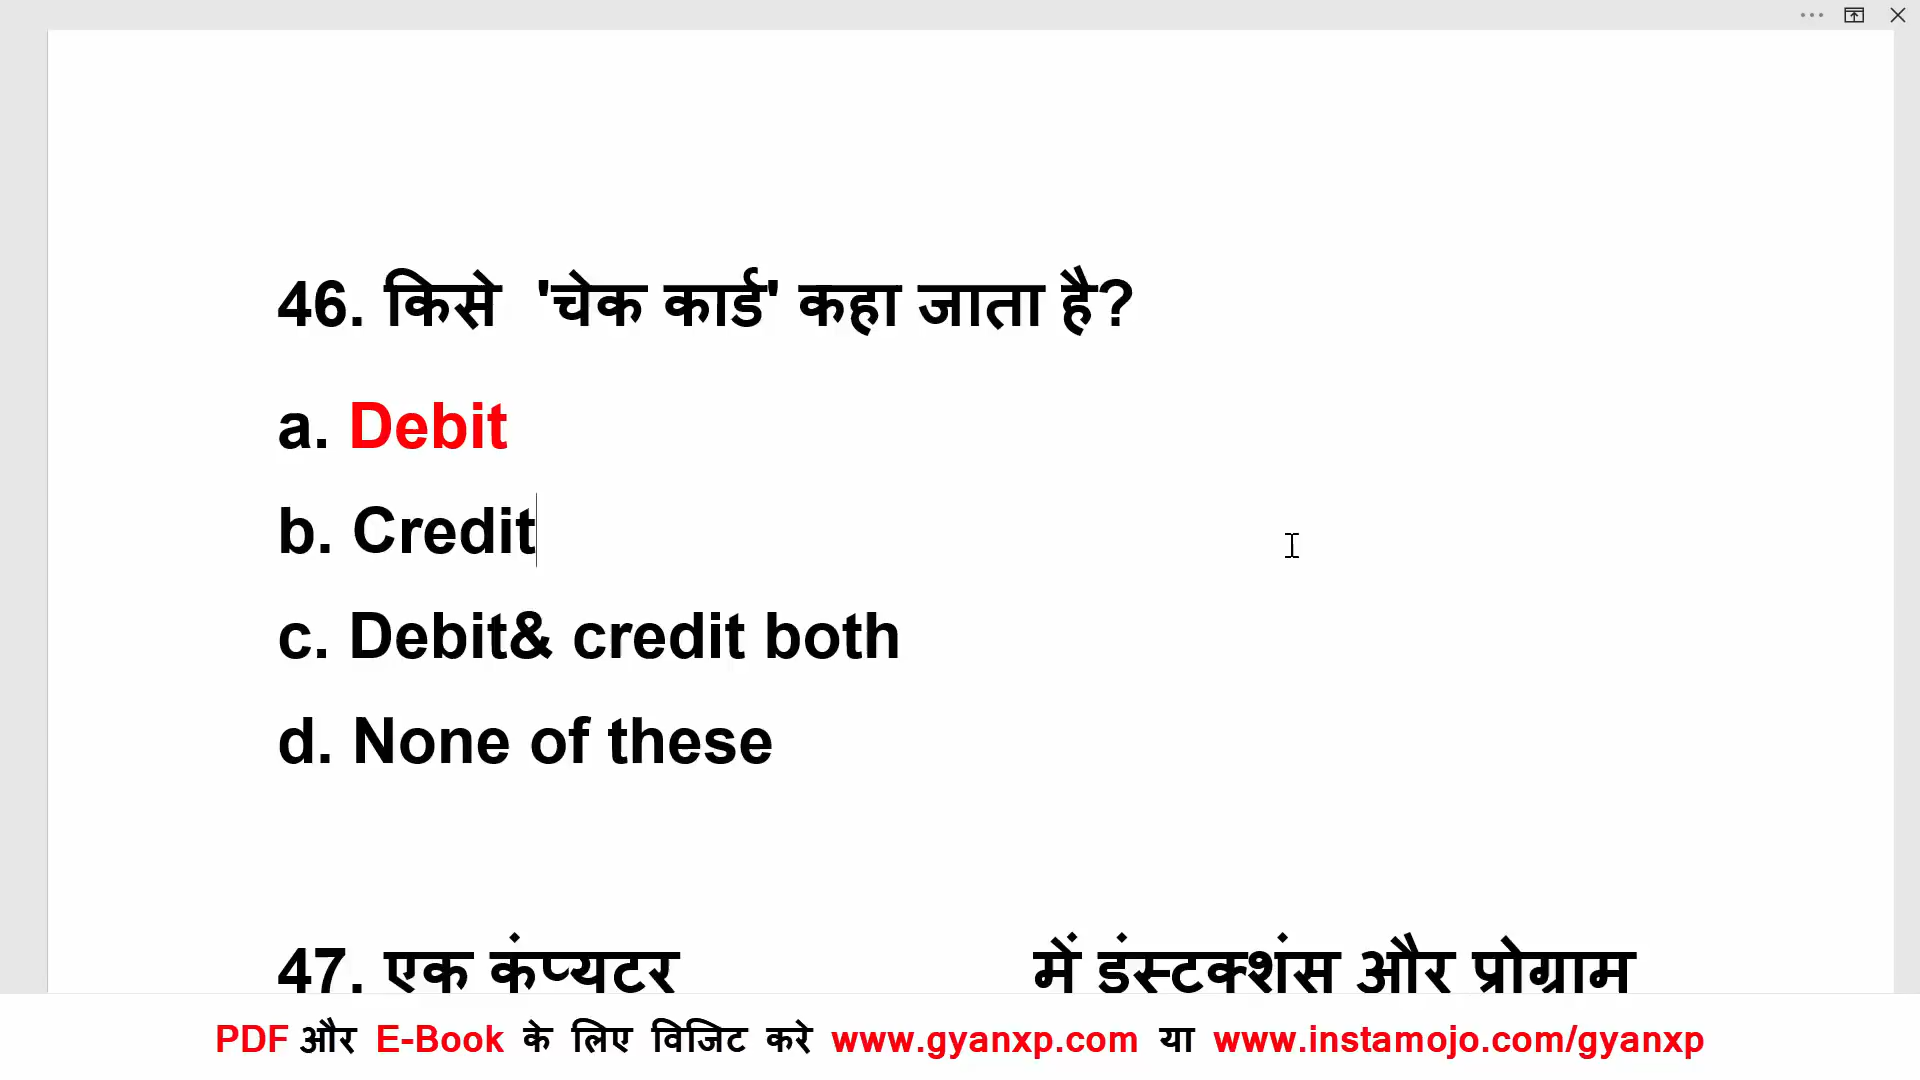 46. किसे 'चेक कार्ड' कहा जाता है?
a. Debit
b. Credit
c. Debit& credit both
d. None of these
47. एक कंप्यूटर में इंस्ट्रक्शंस और प्रोग्राम
PDF और E-Book के लिए विजिट करे www.gyanxp.com या www.instamojo.com/gyanxp